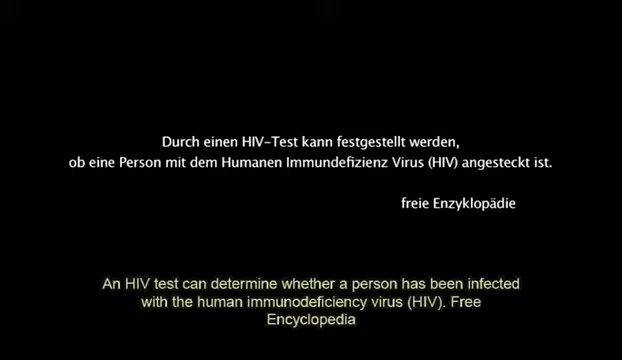 Durch einen HIV-Test kann festgestellt werden,
ob eine Person mit dem Humanen Immundefizienz Virus (HIV) angesteckt ist.
freie Enzyklopädie
An HIV test can determine whether a person has been infected
with the human immunodeficiency virus (HIV). Free
Encyclopedia